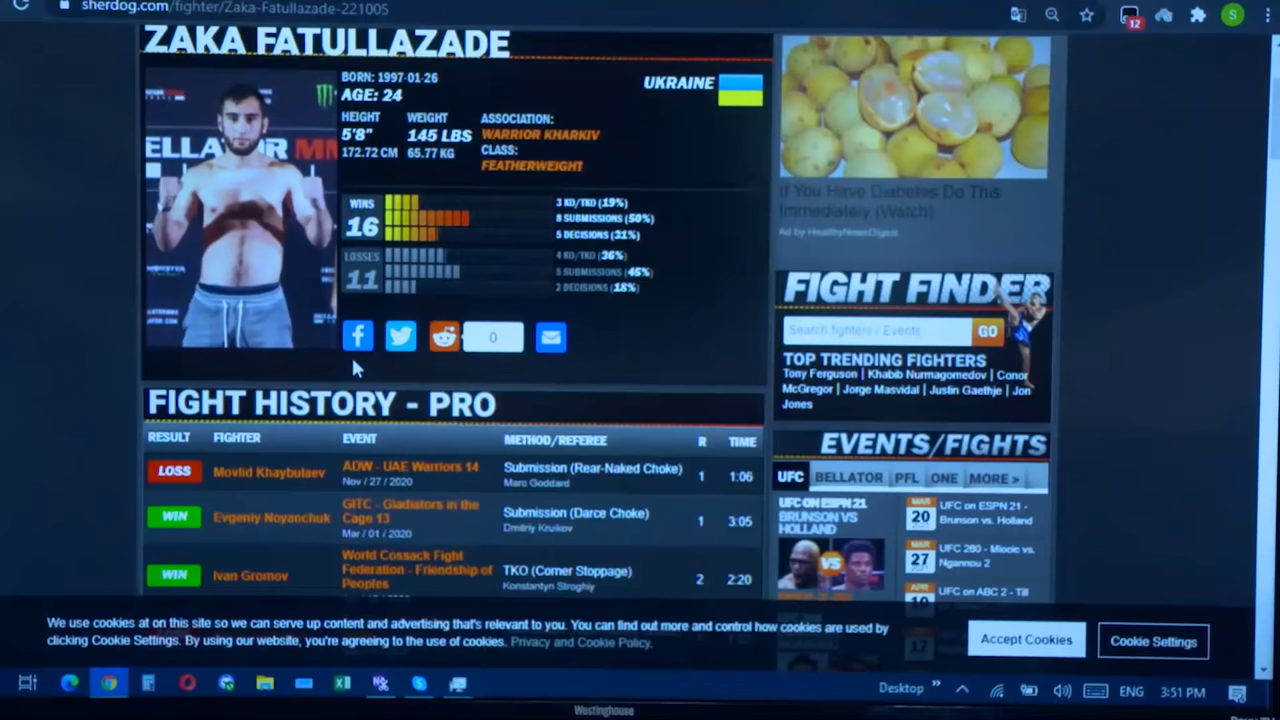 sherdog.com/fighter/Zaka-Fatullazade-221005
12
S
ZAKA FATULLAZADE
BORN: 1997-01-26
AGE: 24
UKRAINE
HEIGHT
WEIGHT
ASSOCIATION:
5'8"
145 LBS
WARRIOR KHARKIV
172.72 CM
65.77 KG
CLASS:
FEATHERWEIGHT
WINS
16
3 KO/TKO (19%)
8 SUBMISSIONS (50%)
5 DECISIONS (31%)
LOSSES
11
4 KO/TKO (36%)
5 SUBMISSIONS (45%)
2 DECISIONS (18%)
0
If You Have Diabetes Do This
Immediately (Watch)
Ad by HealthyNewsDigest
FIGHT FINDER
Search fighters / Events
GO
TOP TRENDING FIGHTERS
Tony Ferguson | Khabib Nurmagomedov | Conor
McGregor | Jorge Masvidal | Justin Gaethje | Jon
Jones
FIGHT HISTORY - PRO
RESULT FIGHTER EVENT METHOD/REFEREE R TIME
LOSS Movlid Khaybulaev ADW - UAE Warriors 14 Submission (Rear-Naked Choke) 1 1:06
Nov / 27 / 2020 Marc Goddard
WIN Evgeniy Noyanchuk GITC - Gladiators in the Submission (Darce Choke) 1 3:05
Cage 13 Dmitriy Kruikov
Mar / 01 / 2020
WIN Ivan Gromov World Cossack Fight TKO (Corner Stoppage) 2 2:20
Federation - Friendship of Konstantyn Stroghiy
Peoples
EVENTS/FIGHTS
UFC BELLATOR PFL ONE MORE >
UFC ON ESPN 21
BRUNSON VS
HOLLAND
VS
MAR
20
UFC on ESPN 21 -
Brunson vs. Holland
MAR
27
UFC 260 - Miocic vs.
Ngannou 2
10
UFC on ABC 2 - Till
17
We use cookies at on this site so we can serve up content and advertising that's relevant to you. You can find out more and control how cookies are used by
clicking Cookie Settings. By using our website, you're agreeing to the use of cookies. Privacy and Cookie Policy.
Accept Cookies
Cookie Settings
Desktop
ENG
3:51 PM
Westinghouse